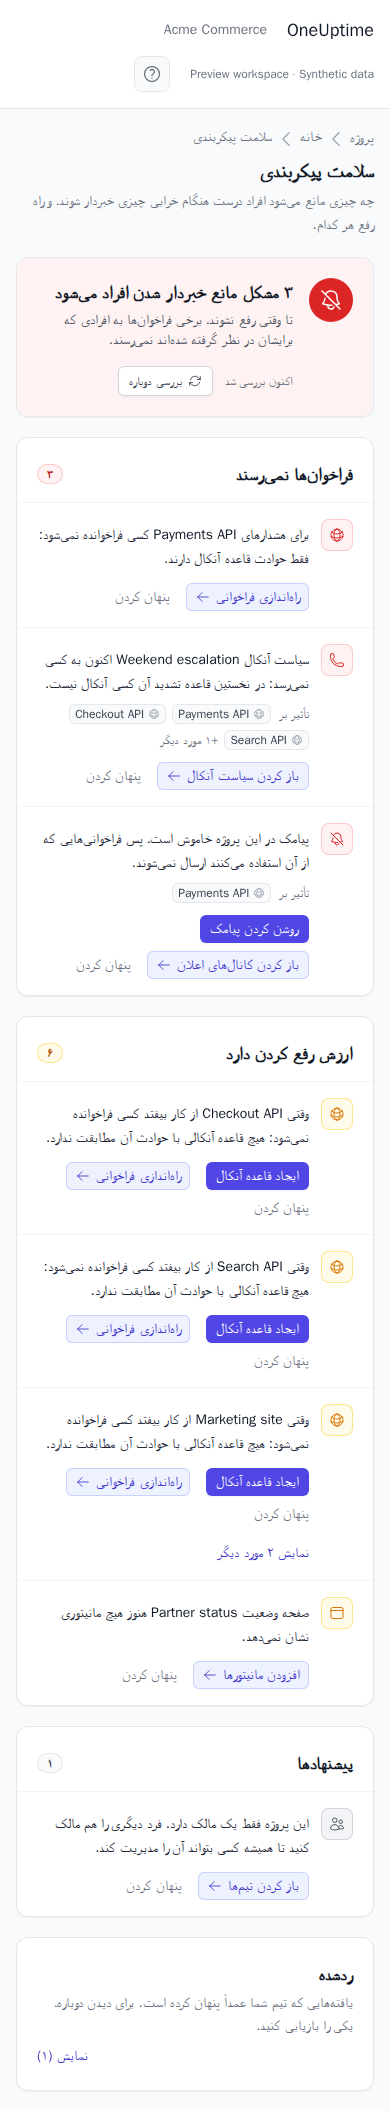 OneUptime
Acme Commerce
Preview workspace · Synthetic data
پروژه
خانه
سلامت پیکربندی
سلامت پیکربندی
چه چیزی مانع می‌شود افراد درست هنگام خرابی چیزی خبردار شوند، و راه
رفع هر کدام.
۳ مشکل مانع خبردار شدن افراد می‌شود
تا وقتی رفع نشوند، برخی فراخوان‌ها به افرادی که
برایشان در نظر گرفته شده‌اند نمی‌رسند.
اکنون بررسی شد
بررسی دوباره
فراخوان‌ها نمی‌رسند
۳
برای هشدارهای Payments API کسی فراخوانده نمی‌شود:
فقط حوادث قاعده آنکال دارند.
راه‌اندازی فراخوانی
پنهان کردن
سیاست آنکال Weekend escalation اکنون به کسی
نمی‌رسد: در نخستین قاعده تشدید آن کسی آنکال نیست.
تأثیر بر Payments API Checkout API
Search API +۱ مورد دیگر
باز کردن سیاست آنکال
پنهان کردن
پیامک در این پروژه خاموش است، پس فراخوانی‌هایی که
از آن استفاده می‌کنند ارسال نمی‌شوند.
تأثیر بر Payments API
روشن کردن پیامک
باز کردن کانال‌های اعلان
پنهان کردن
ارزش رفع کردن دارد
۶
وقتی Checkout API از کار بیفتد کسی فراخوانده
نمی‌شود: هیچ قاعده آنکالی با حوادث آن مطابقت ندارد.
ایجاد قاعده آنکال
راه‌اندازی فراخوانی
پنهان کردن
وقتی Search API از کار بیفتد کسی فراخوانده نمی‌شود:
هیچ قاعده آنکالی با حوادث آن مطابقت ندارد.
ایجاد قاعده آنکال
راه‌اندازی فراخوانی
پنهان کردن
وقتی Marketing site از کار بیفتد کسی فراخوانده
نمی‌شود: هیچ قاعده آنکالی با حوادث آن مطابقت ندارد.
ایجاد قاعده آنکال
راه‌اندازی فراخوانی
پنهان کردن
نمایش ۲ مورد دیگر
صفحه وضعیت Partner status هنوز هیچ مانیتوری
نشان نمی‌دهد.
افزودن مانیتورها
پنهان کردن
پیشنهادها
۱
این پروژه فقط یک مالک دارد. فرد دیگری را هم مالک
کنید تا همیشه کسی بتواند آن را مدیریت کند.
باز کردن تیم‌ها
پنهان کردن
ردشده
یافته‌هایی که تیم شما عمداً پنهان کرده است. برای دیدن دوباره،
یکی را بازیابی کنید.
نمایش (۱)